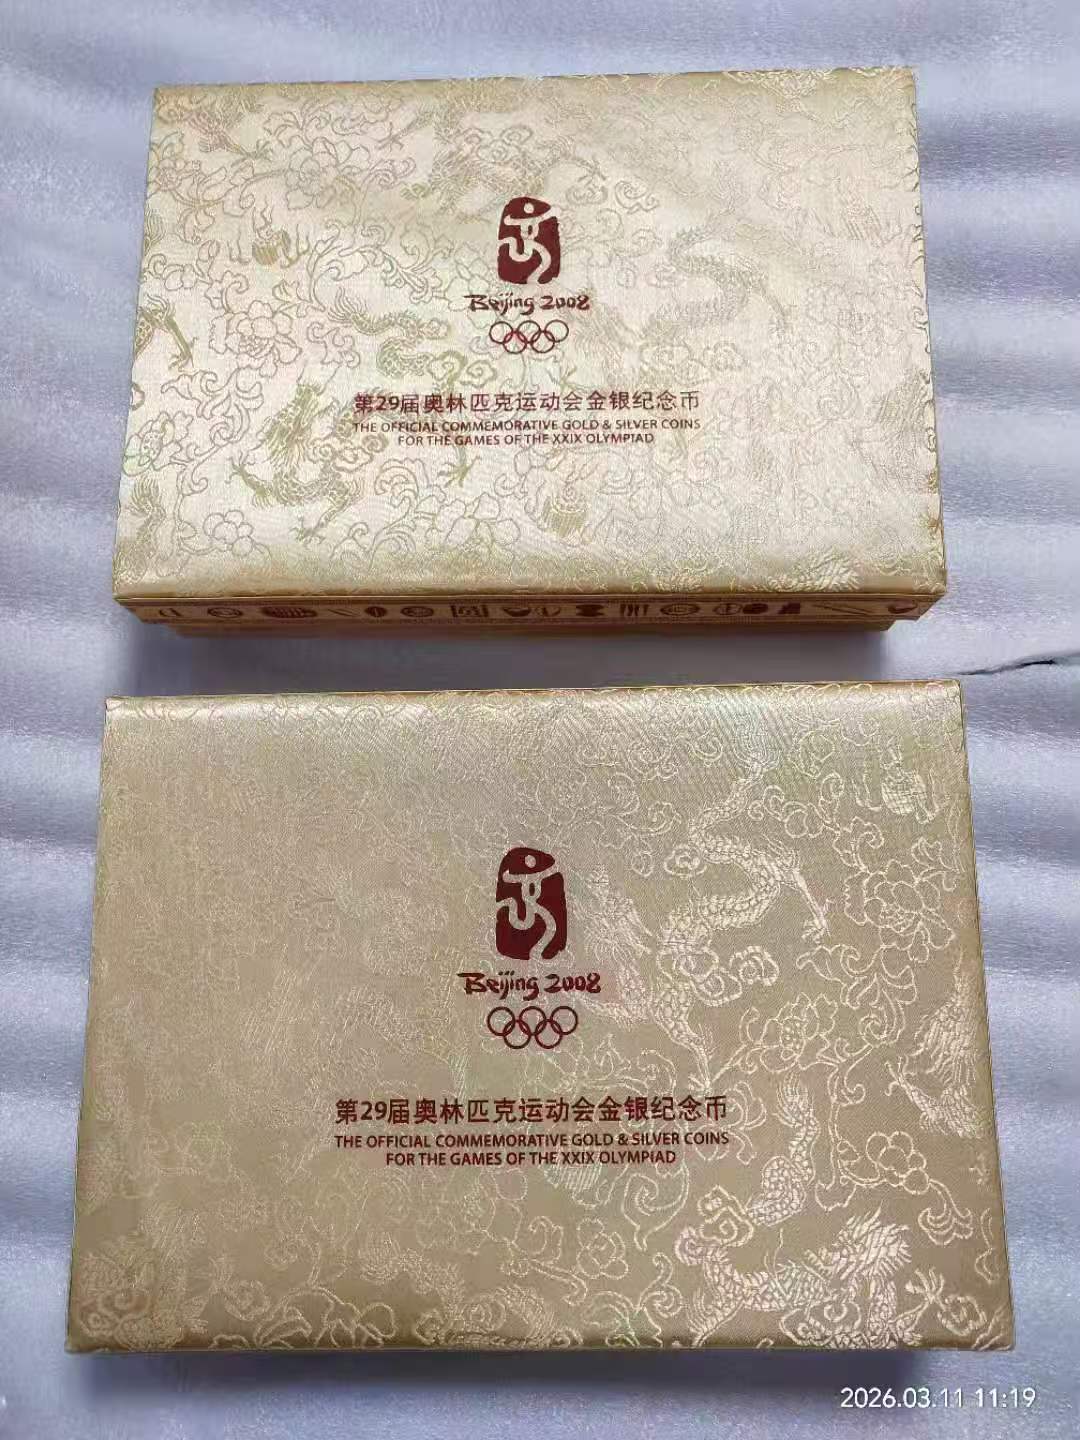 Beijing 2008
第29届奥林匹克运动会金银纪念币
THE OFFICIAL COMMEMORATIVE GOLD & SILVER COINS
FOR THE GAMES OF THE XXIX OLYMPIAD
Beijing 2008
第29届奥林匹克运动会金银纪念币
THE OFFICIAL COMMEMORATIVE GOLD & SILVER COINS
FOR THE GAMES OF THE XXIX OLYMPIAD
2026.03.11 11:19